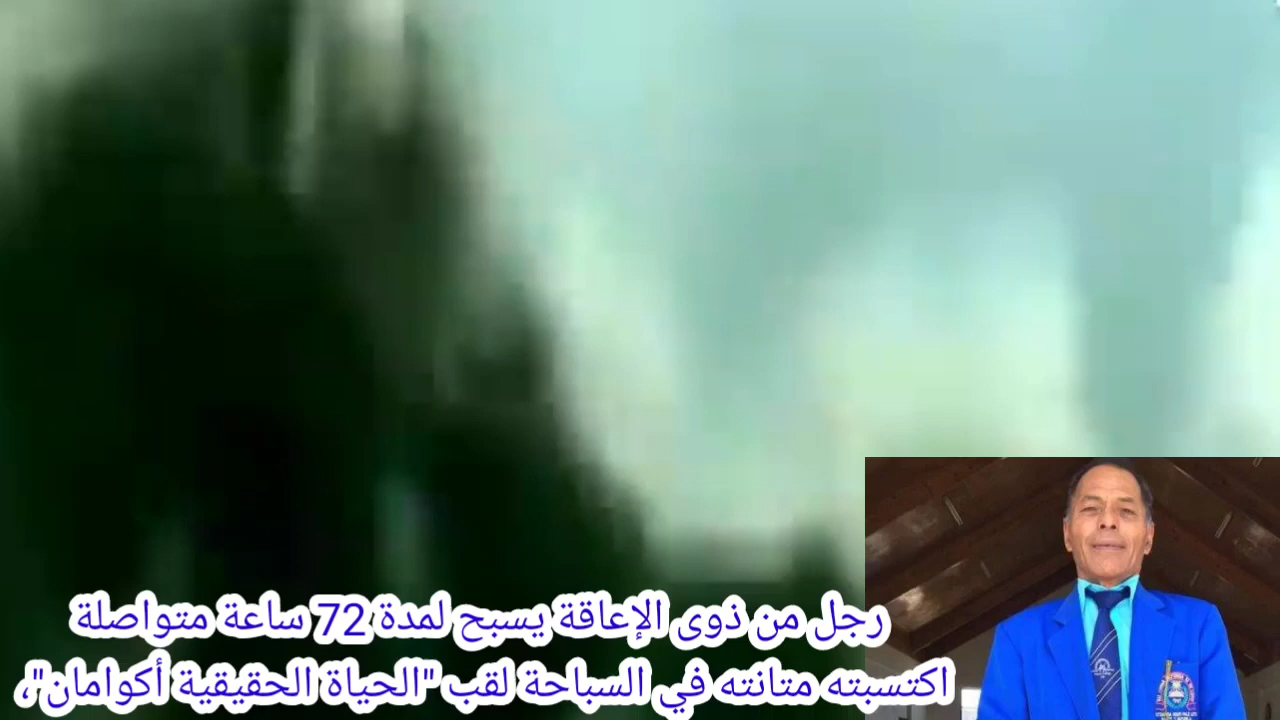 رجل من ذوى الإعاقة يسبح لمدة 72 ساعة متواصلة
اكتسبته متانته في السباحة لقب "الحياة الحقيقية أكوامان"،